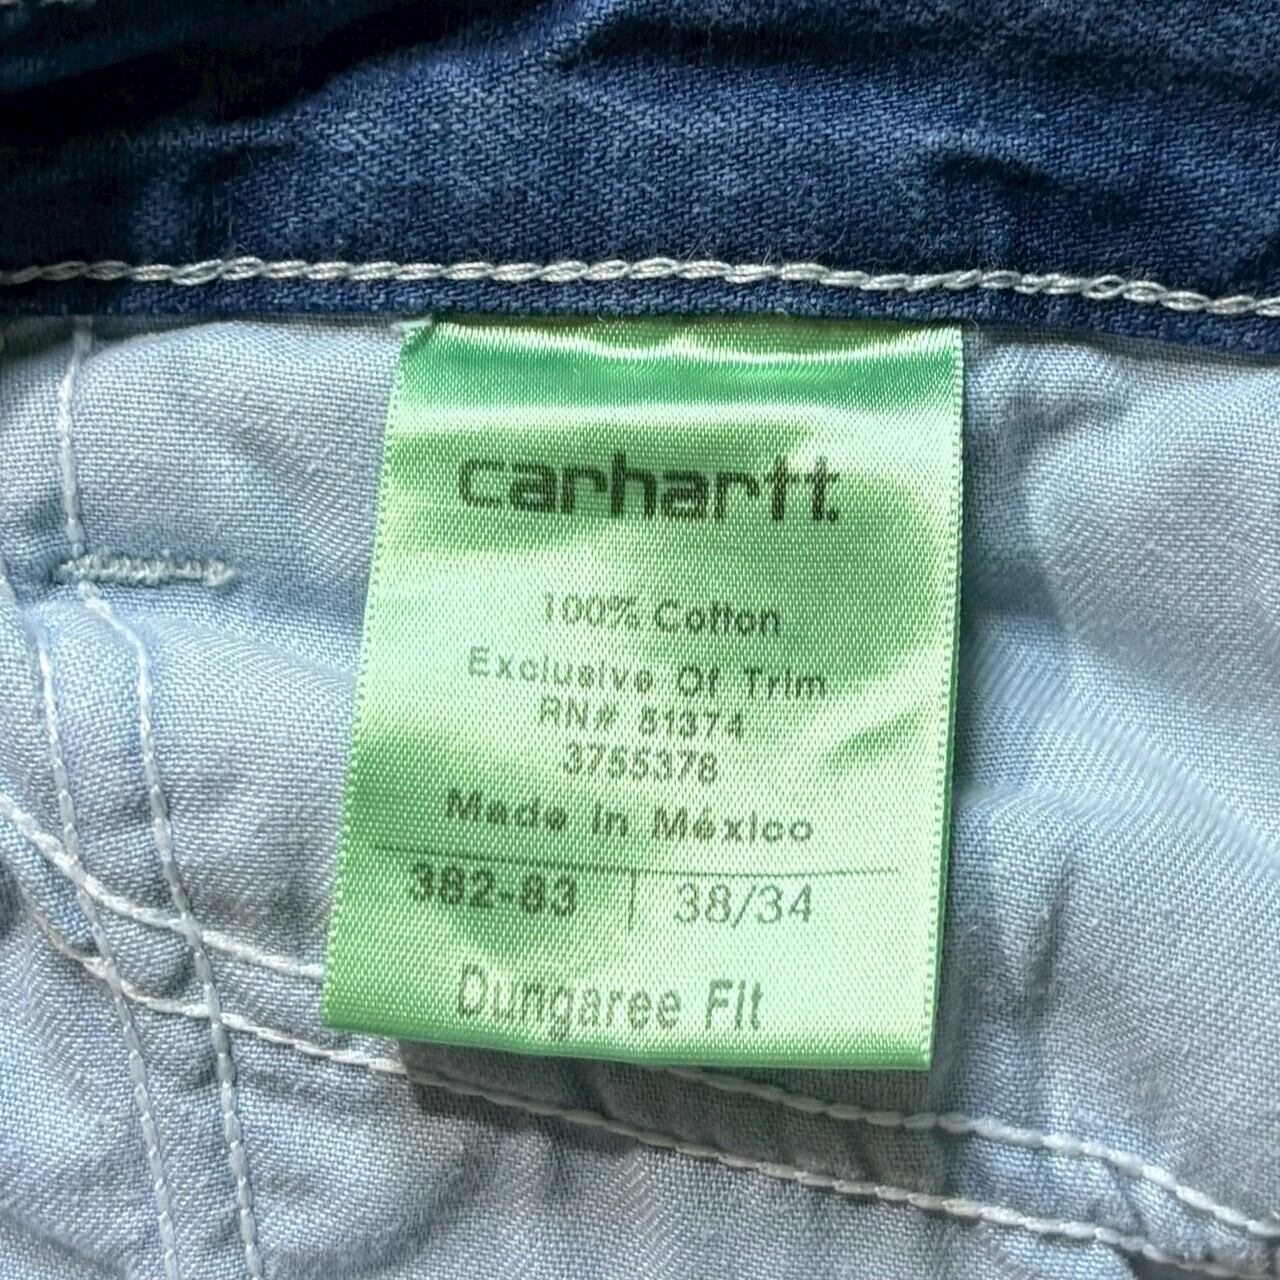 carhartt.
100% Cotton
Exclusive Of Trim
RN# 51374
3755378
Made In México
382-83 | 38/34
Dungaree Fit